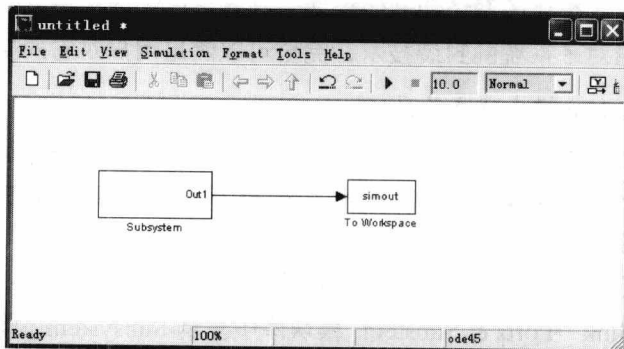 untitled *
File Edit View Simulation Format Tools Help
10.0 Normal
Out1
simout
Subsystem
To Workspace
Ready 100% ode45